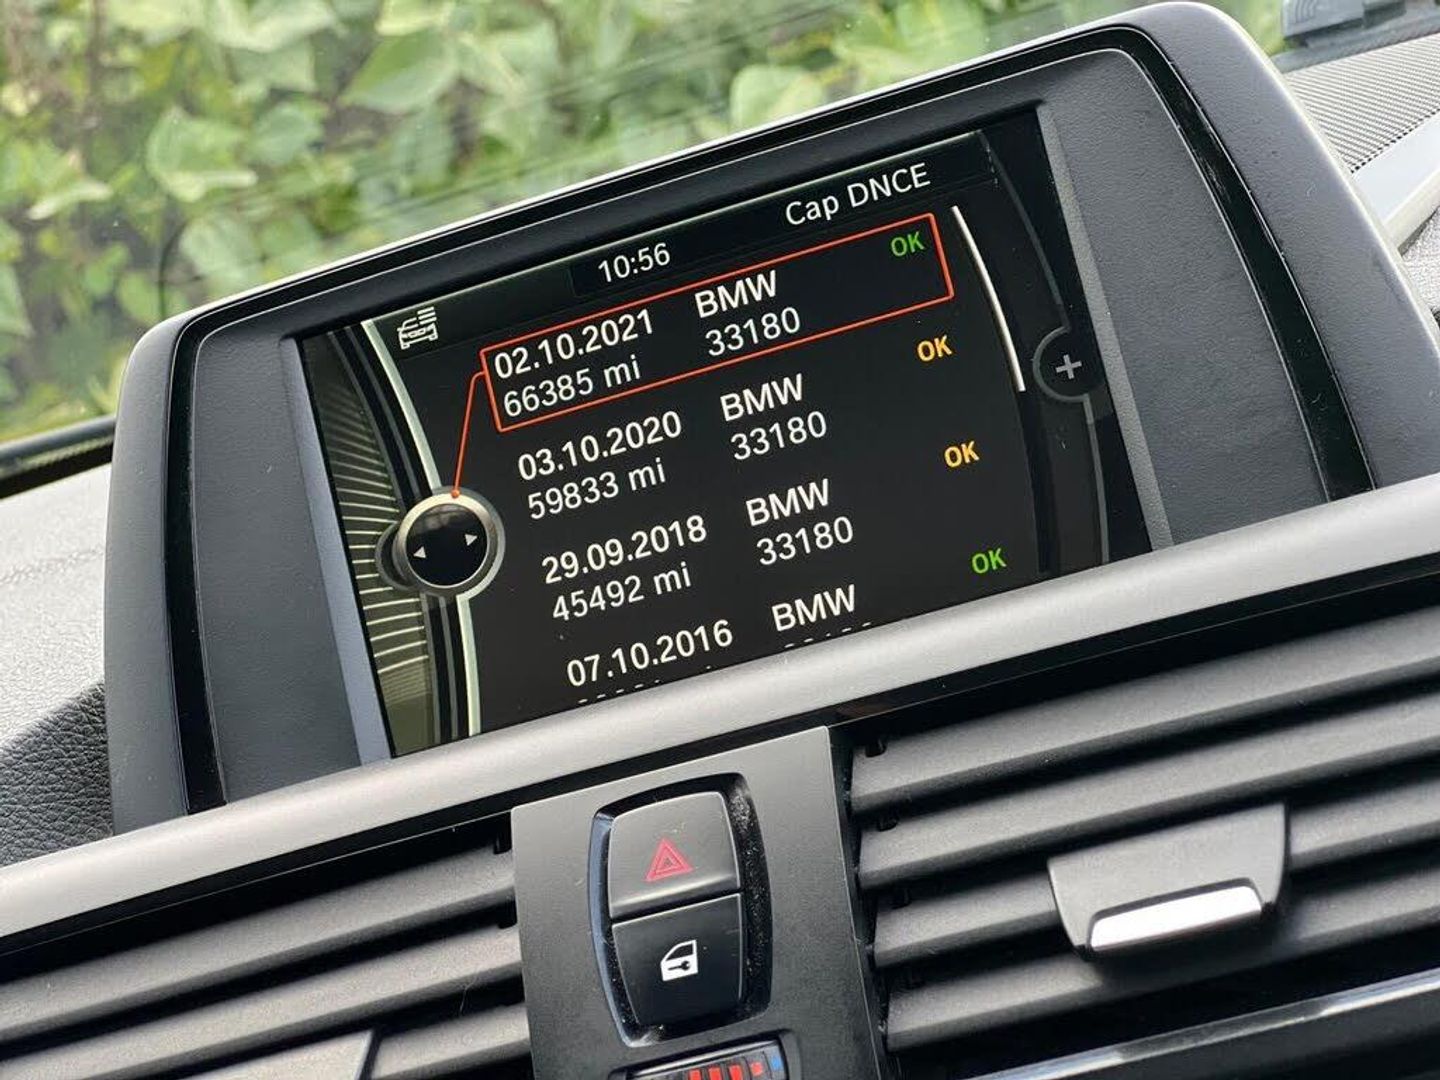 10:56 Cap DNCE
02.10.2021 BMW OK
66385 mi 33180
03.10.2020 BMW OK
59833 mi 33180
29.09.2018 BMW OK
45492 mi 33180
07.10.2016 BMW OK
+